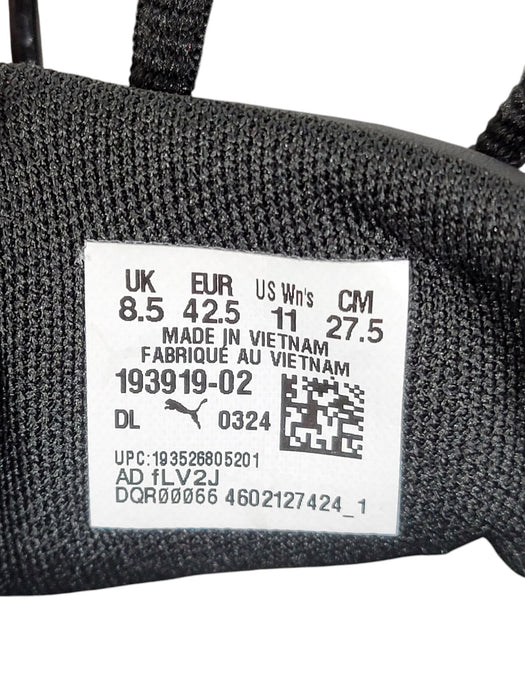 UK EUR US Wn's CM
8.5 42.5 11 27.5
MADE IN VIETNAM
FABRIQUÉ AU VIETNAM
193919-02
DL 0324
UPC:193526805201
AD fLV2J
DQR00066 4602127424_1